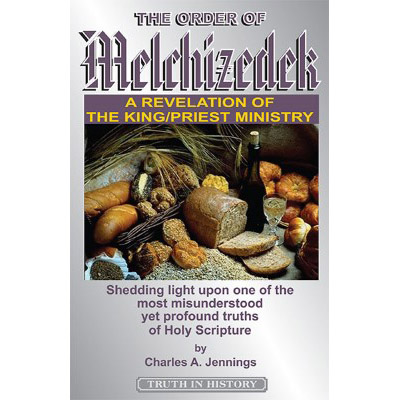 THE ORDER OF
Melchizedek
A REVELATION OF
THE KING/PRIEST MINISTRY
Shedding light upon one of the
most misunderstood
yet profound truths
of Holy Scripture
by
Charles A. Jennings
TRUTH IN HISTORY